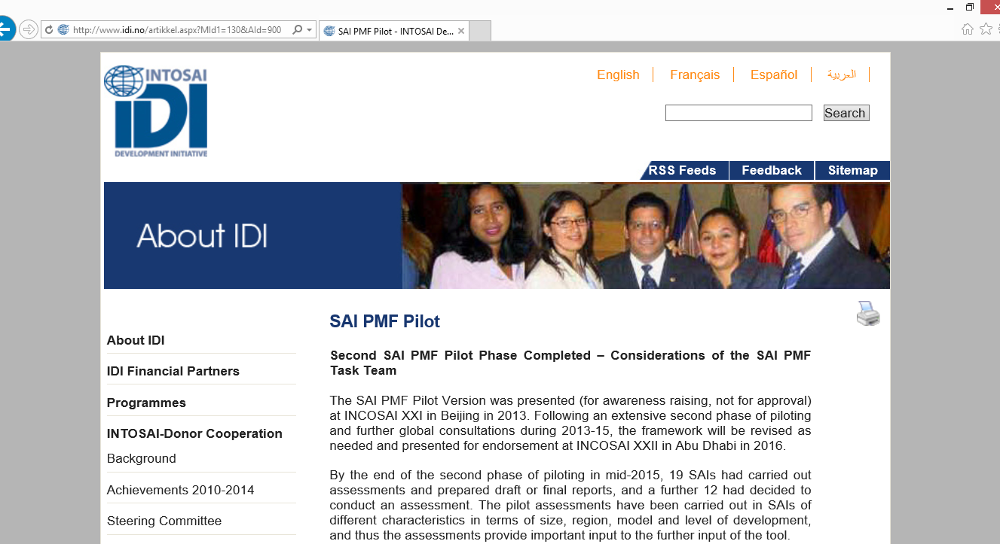 http://www.idi.no/artikkel.aspx?MId1=130&AId=900
SAI PMF Pilot - INTOSAI De...
INTOSAI
IDI
DEVELOPMENT INITIATIVE
English
Français
Español
العربية
Search
RSS Feeds
Feedback
Sitemap
About IDI
About IDI
IDI Financial Partners
Programmes
INTOSAI-Donor Cooperation
Background
Achievements 2010-2014
Steering Committee
SAI PMF Pilot
Second SAI PMF Pilot Phase Completed – Considerations of the SAI PMF
Task Team
The SAI PMF Pilot Version was presented (for awareness raising, not for approval)
at INCOSAI XXI in Beijing in 2013. Following an extensive second phase of piloting
and further global consultations during 2013-15, the framework will be revised as
needed and presented for endorsement at INCOSAI XXII in Abu Dhabi in 2016.
By the end of the second phase of piloting in mid-2015, 19 SAIs had carried out
assessments and prepared draft or final reports, and a further 12 had decided to
conduct an assessment. The pilot assessments have been carried out in SAIs of
different characteristics in terms of size, region, model and level of development,
and thus the assessments provide important input to the further input of the tool.